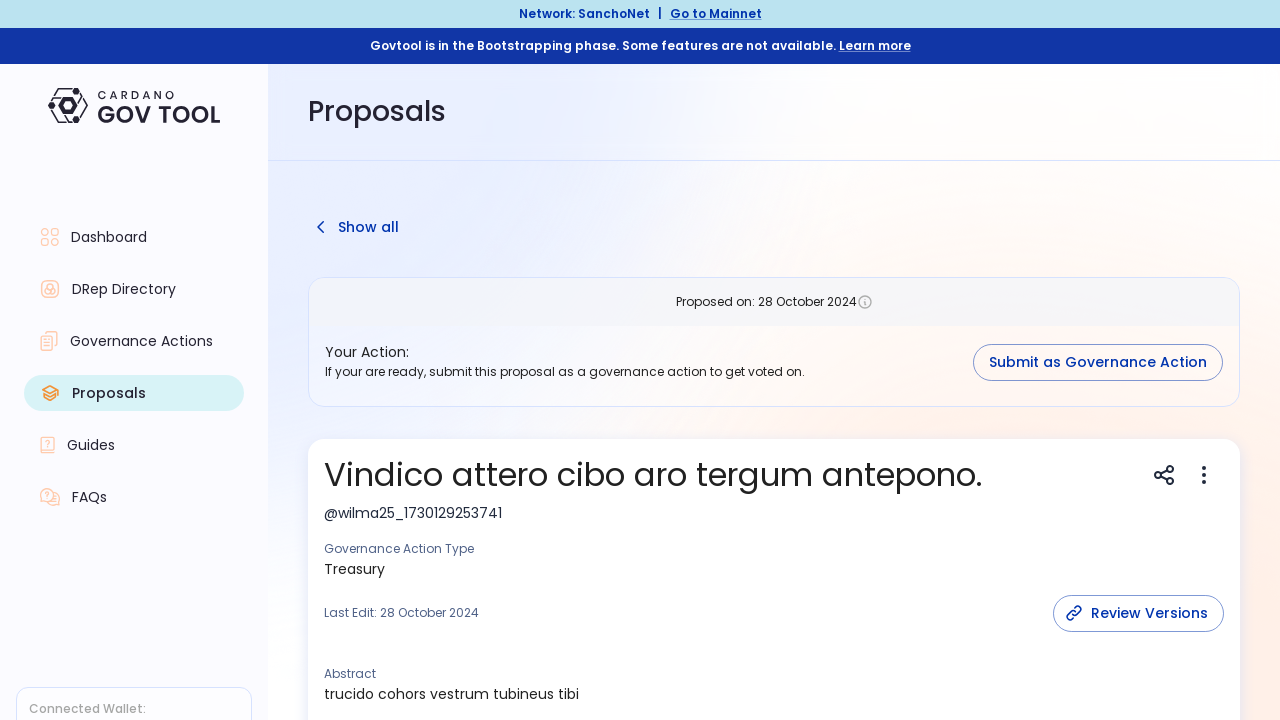 Network: SanchoNet | Go to Mainnet
Govtool is in the Bootstrapping phase. Some features are not available. Learn more
CARDANO
GOV TOOL
Proposals
Show all
Dashboard
DRep Directory
Governance Actions
Proposals
Guides
FAQs
Connected Wallet:
Proposed on: 28 October 2024
Your Action:
If your are ready, submit this proposal as a governance action to get voted on.
Submit as Governance Action
Vindico attero cibo aro tergum antepono.
@wilma25_1730129253741
Governance Action Type
Treasury
Last Edit: 28 October 2024
Review Versions
Abstract
trucido cohors vestrum tubineus tibi